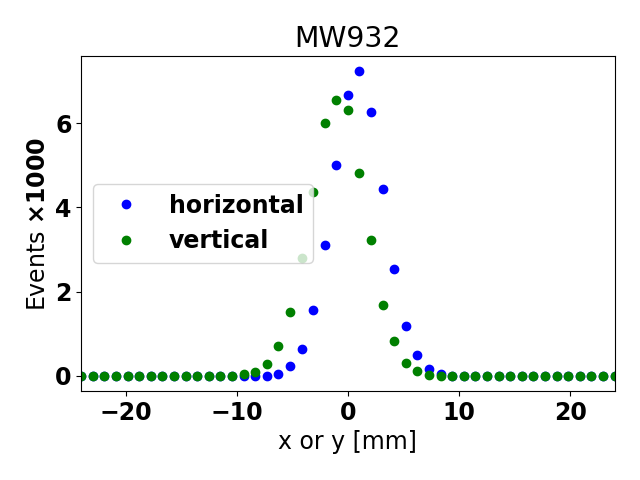 MW932
Events ×1000
6
4
2
0
horizontal
vertical
−20 −10 0 10 20
x or y [mm]